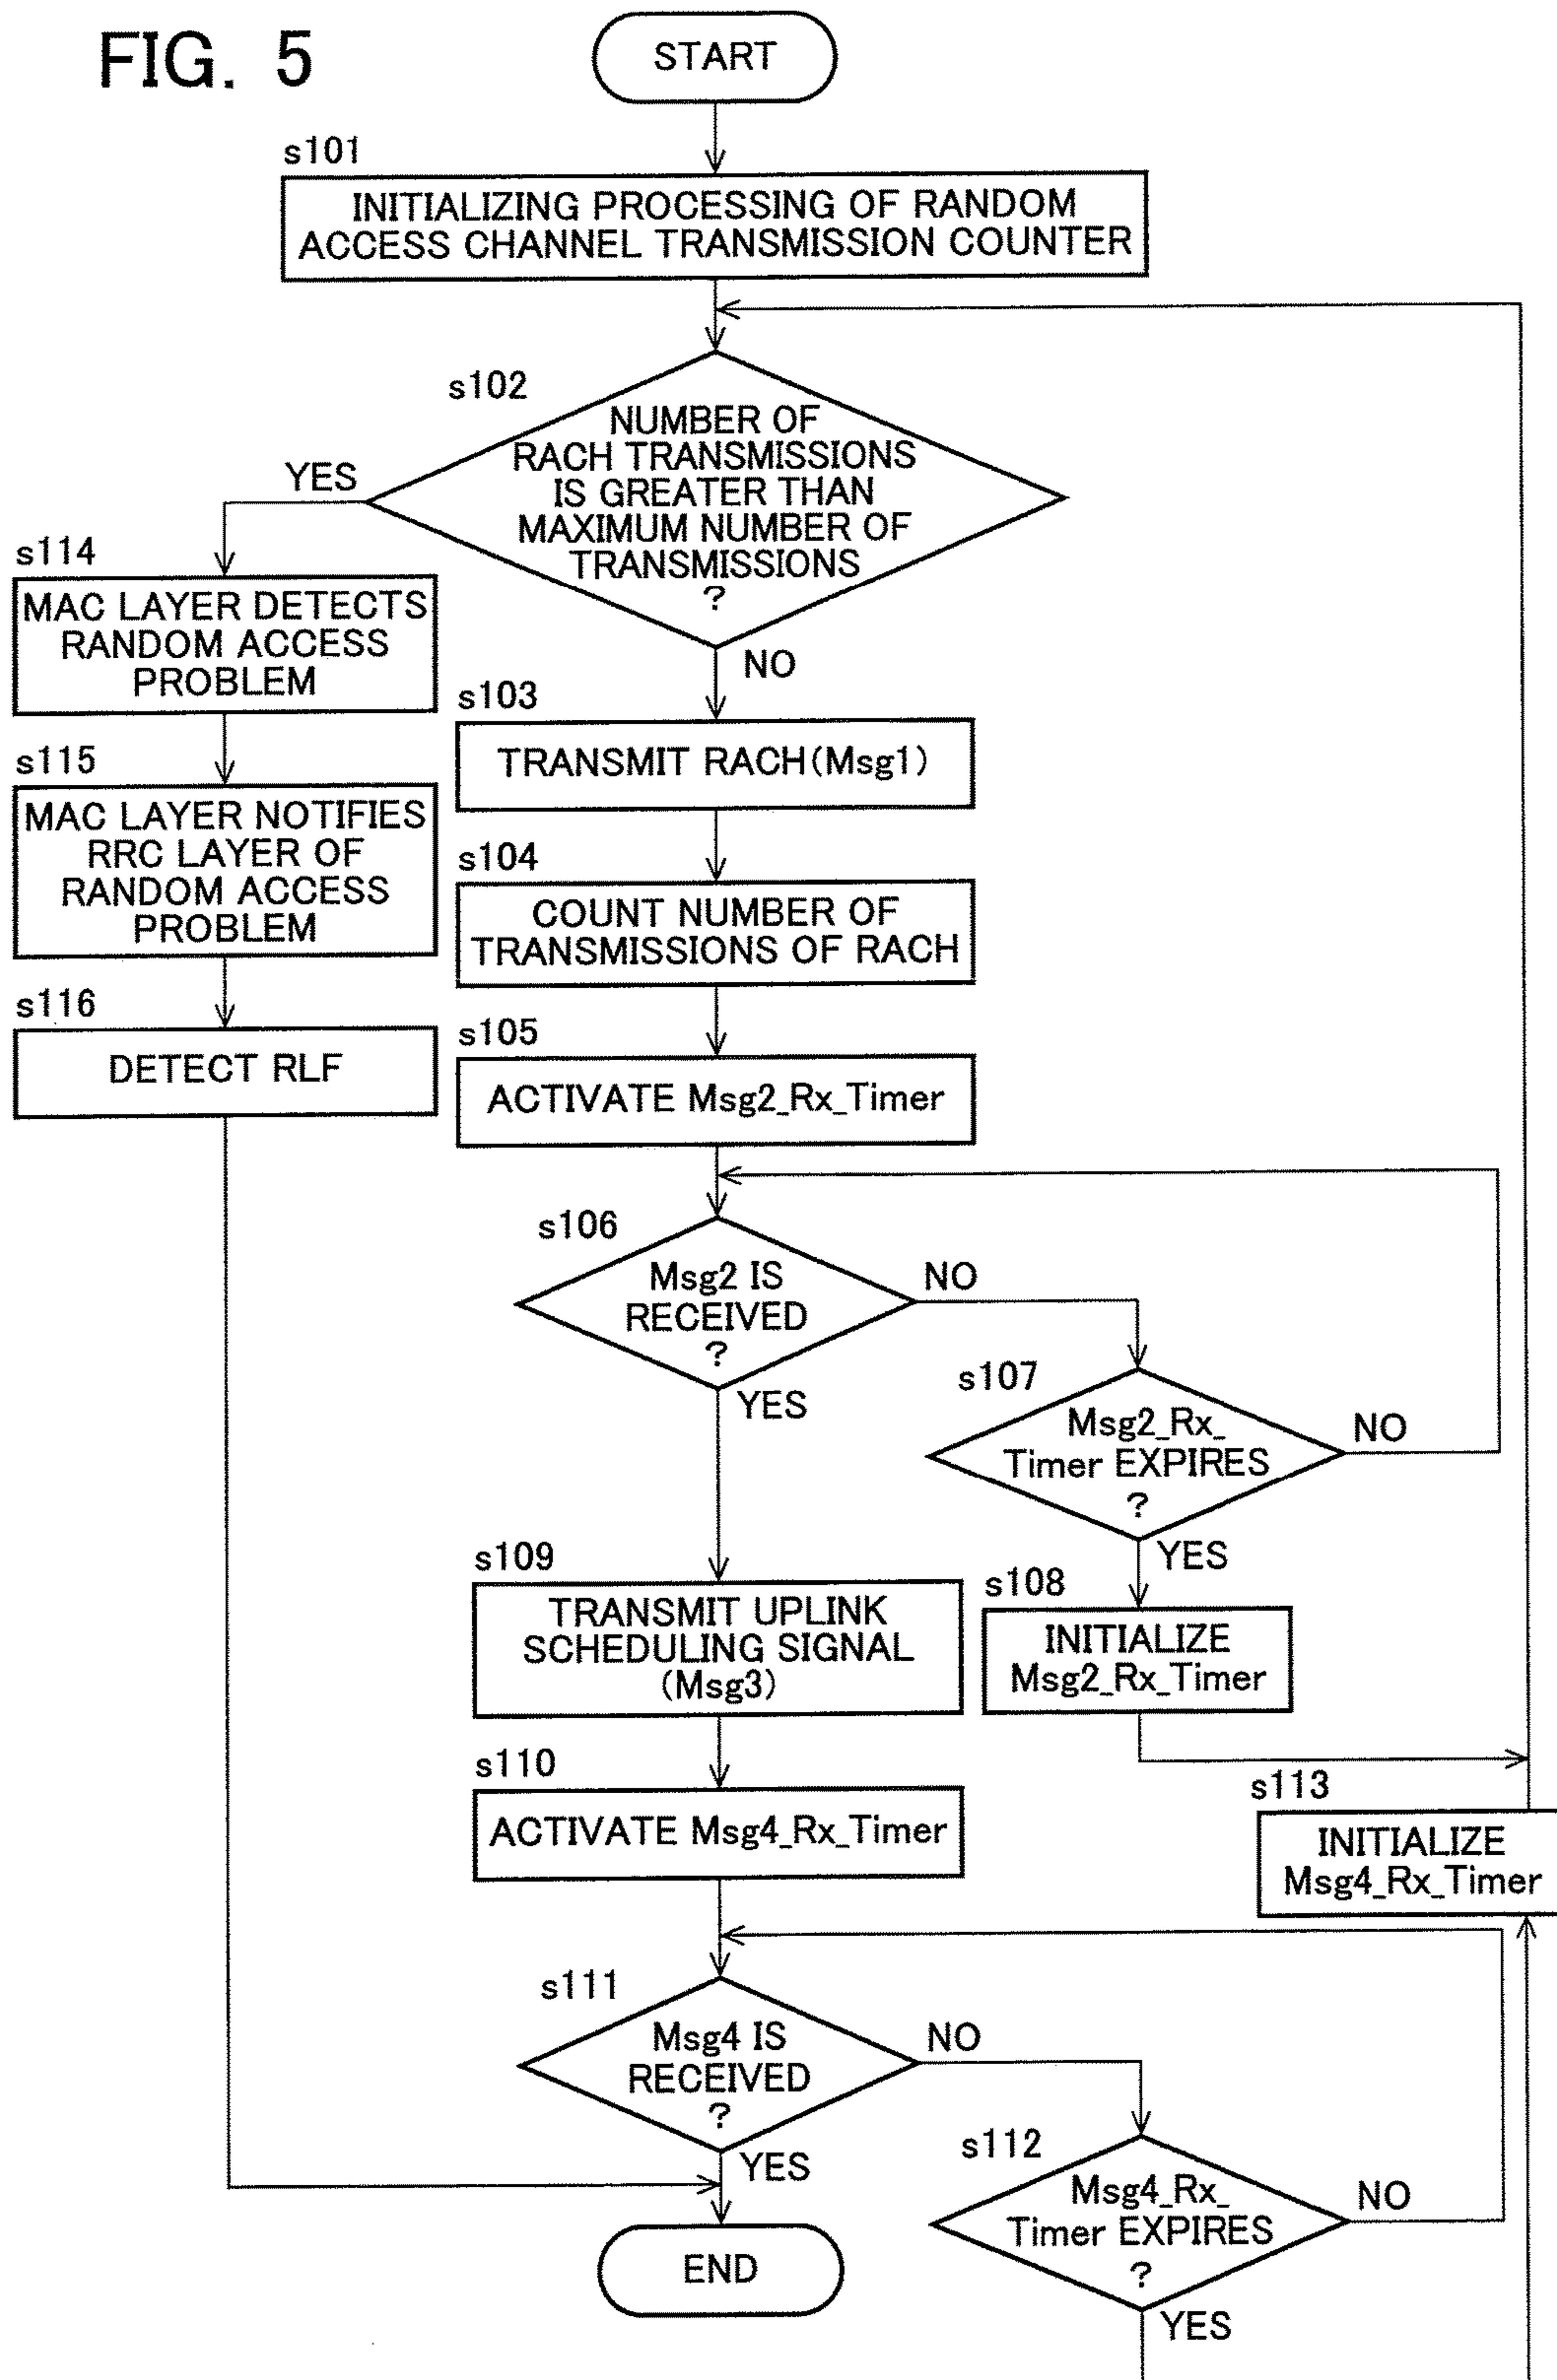 FIG. 5
START
s101
INITIALIZING PROCESSING OF RANDOM
ACCESS CHANNEL TRANSMISSION COUNTER
s102
NUMBER OF
RACH TRANSMISSIONS
IS GREATER THAN
MAXIMUM NUMBER OF
TRANSMISSIONS
?
YES
NO
s114
MAC LAYER DETECTS
RANDOM ACCESS
PROBLEM
s115
MAC LAYER NOTIFIES
RRC LAYER OF
RANDOM ACCESS
PROBLEM
s116
DETECT RLF
s103
TRANSMIT RACH(Msg1)
s104
COUNT NUMBER OF
TRANSMISSIONS OF RACH
s105
ACTIVATE Msg2_Rx_Timer
s106
Msg2 IS
RECEIVED
?
NO
YES
s107
Msg2_Rx_
Timer EXPIRES
?
NO
YES
s108
INITIALIZE
Msg2_Rx_Timer
s109
TRANSMIT UPLINK
SCHEDULING SIGNAL
(Msg3)
s110
ACTIVATE Msg4_Rx_Timer
s113
INITIALIZE
Msg4_Rx_Timer
s111
Msg4 IS
RECEIVED
?
NO
YES
s112
Msg4_Rx_
Timer EXPIRES
?
NO
YES
END